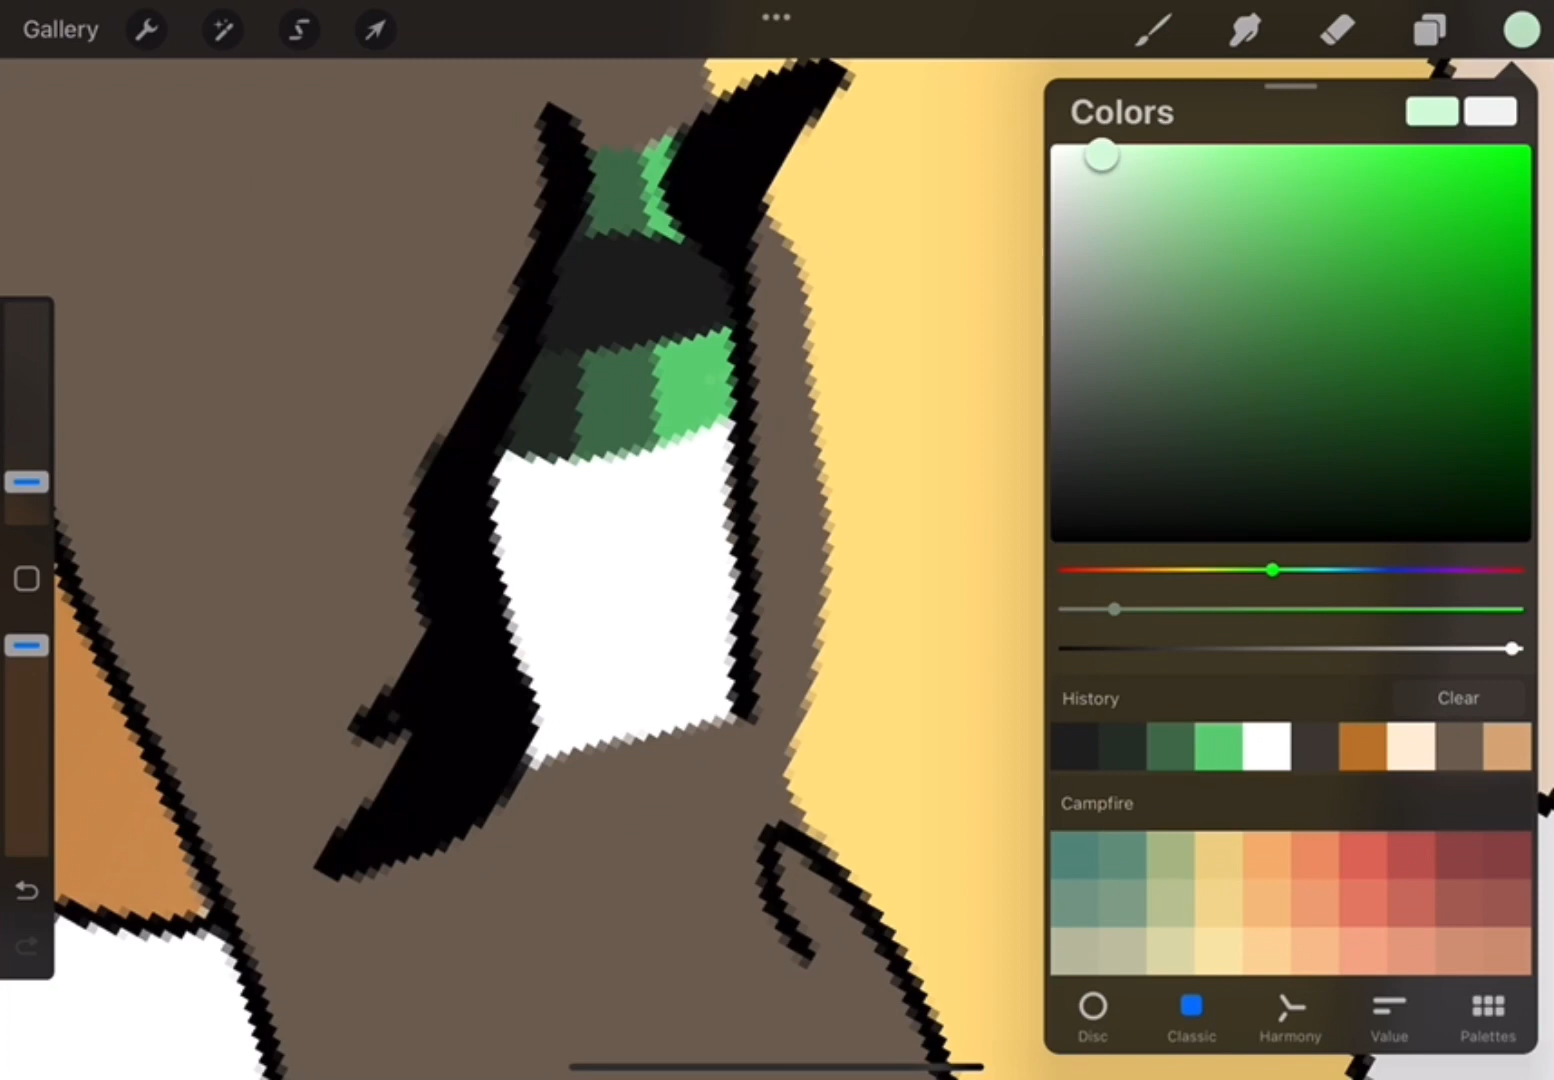 Gallery
Colors
History
Clear
Campfire
Disc
Classic
Harmony
Value
Palettes